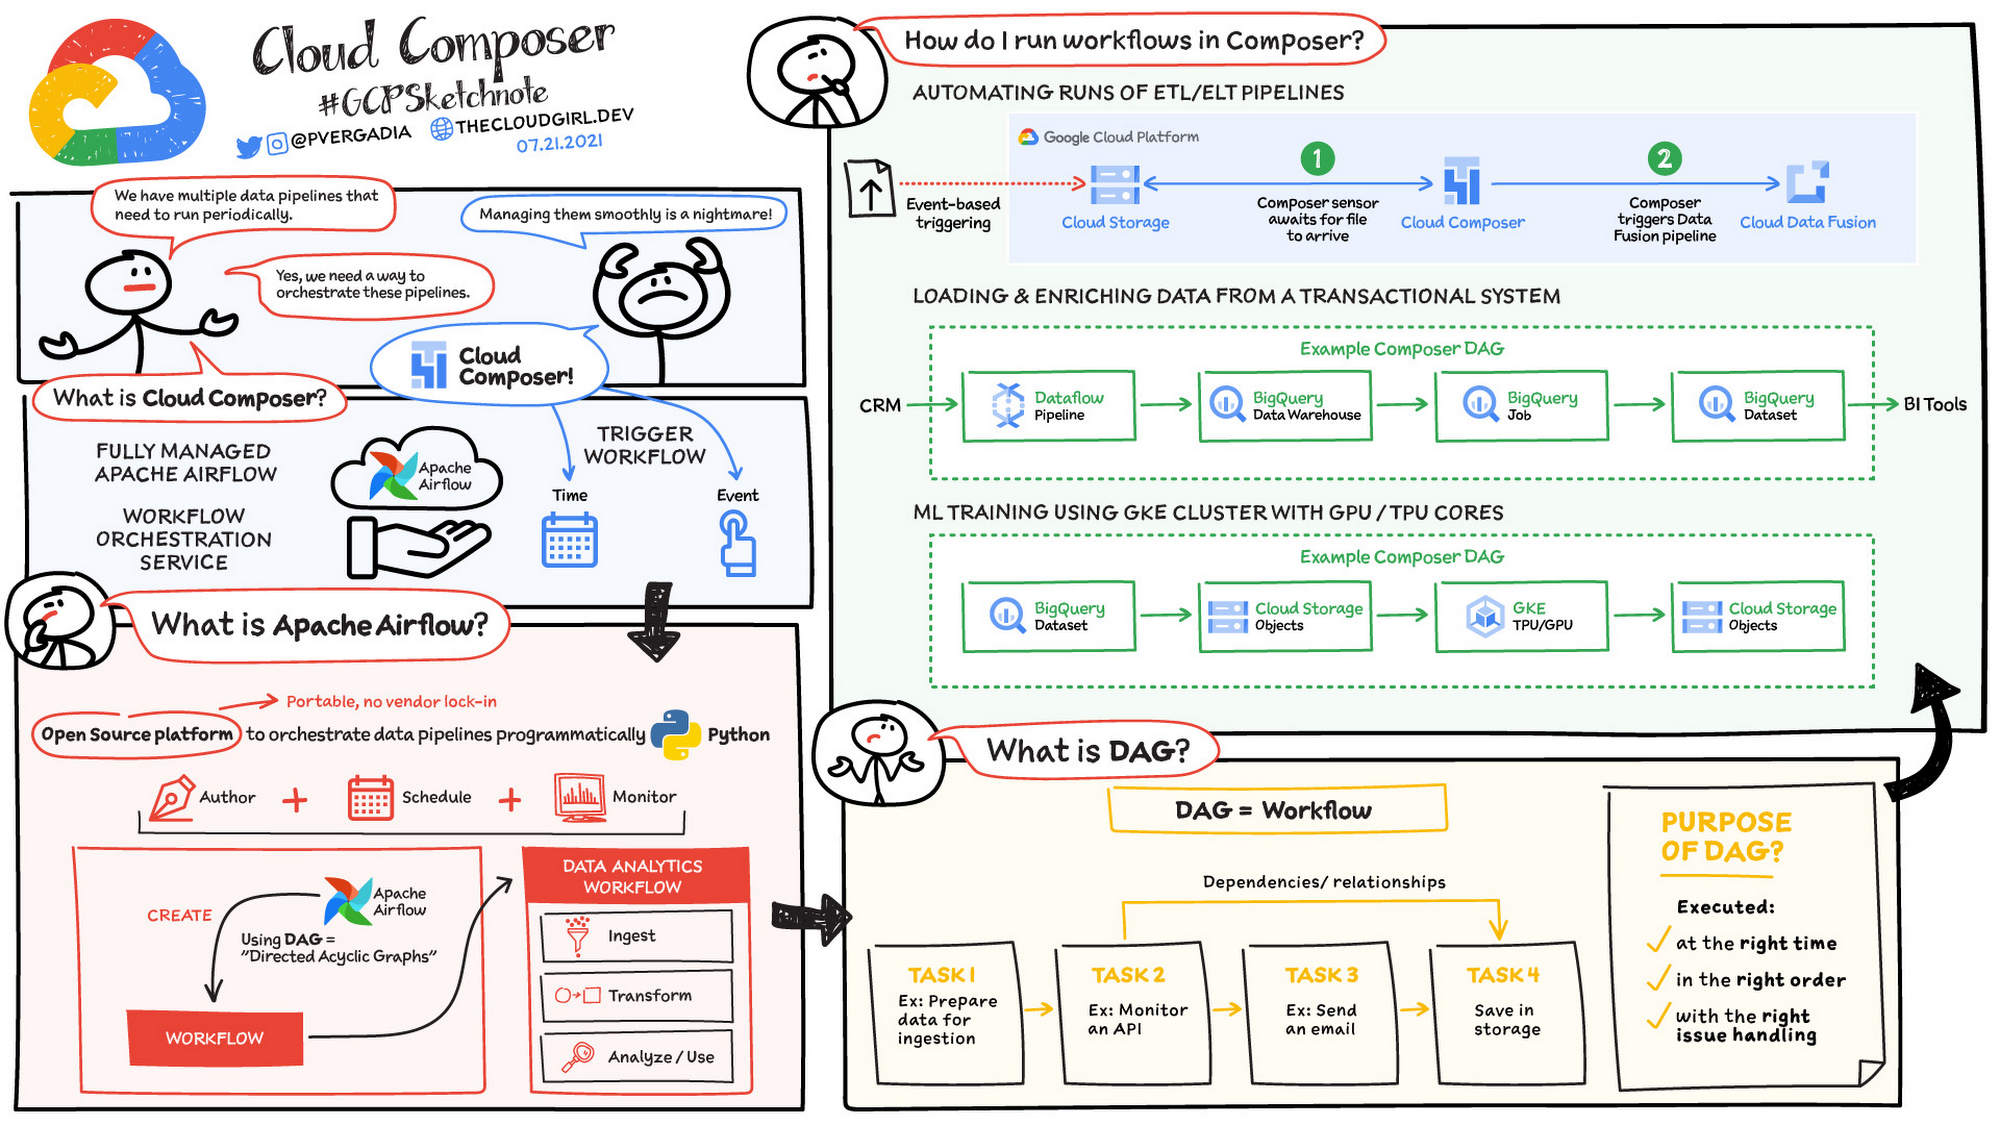 Cloud Composer
#GCPSketchnote
@PVERGADIA THECLOUDGIRL.DEV
07.21.2021
We have multiple data pipelines that
need to run periodically.
Managing them smoothly is a nightmare!
Yes, we need a way to
orchestrate these pipelines.
Cloud
Composer!
What is Cloud Composer?
FULLY MANAGED
APACHE AIRFLOW
WORKFLOW
ORCHESTRATION
SERVICE
Apache
Airflow
TRIGGER
WORKFLOW
Time
Event
What is Apache Airflow?
Portable, no vendor lock-in
Open Source platform to orchestrate data pipelines programmatically Python
Author + Schedule + Monitor
CREATE
Apache
Airflow
Using DAG =
"Directed Acyclic Graphs"
WORKFLOW
DATA ANALYTICS
WORKFLOW
Ingest
Transform
Analyze / Use
How do I run workflows in Composer?
AUTOMATING RUNS OF ETL/ELT PIPELINES
Google Cloud Platform
Event-based
triggering
Cloud Storage
1
Composer sensor
awaits for file
to arrive
Cloud Composer
2
Composer
triggers Data
Fusion pipeline
Cloud Data Fusion
LOADING & ENRICHING DATA FROM A TRANSACTIONAL SYSTEM
Example Composer DAG
CRM
Dataflow
Pipeline
BigQuery
Data Warehouse
BigQuery
Job
BigQuery
Dataset
BI Tools
ML TRAINING USING GKE CLUSTER WITH GPU / TPU CORES
Example Composer DAG
BigQuery
Dataset
Cloud Storage
Objects
GKE
TPU/GPU
Cloud Storage
Objects
What is DAG?
DAG = Workflow
Dependencies/ relationships
TASK 1
Ex: Prepare
data for
ingestion
TASK 2
Ex: Monitor
an API
TASK 3
Ex: Send
an email
TASK 4
Save in
storage
PURPOSE
OF DAG?
Executed:
at the right time
in the right order
with the right
issue handling